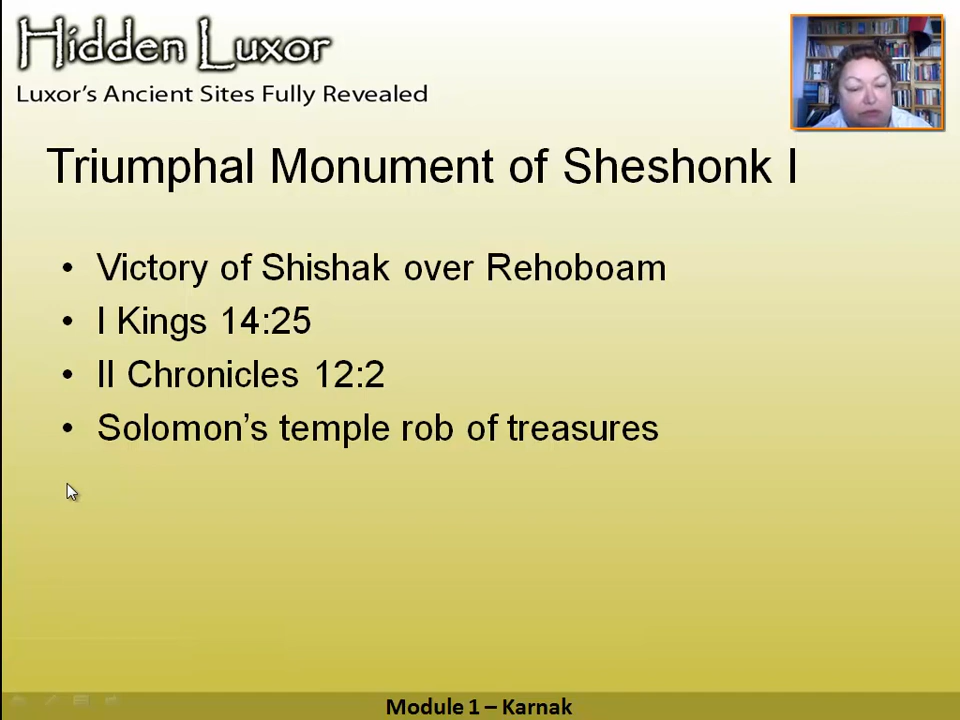 Hidden Luxor
Luxor's Ancient Sites Fully Revealed
Triumphal Monument of Sheshonk I
• Victory of Shishak over Rehoboam
• I Kings 14:25
• II Chronicles 12:2
• Solomon’s temple rob of treasures
Module 1 – Karnak